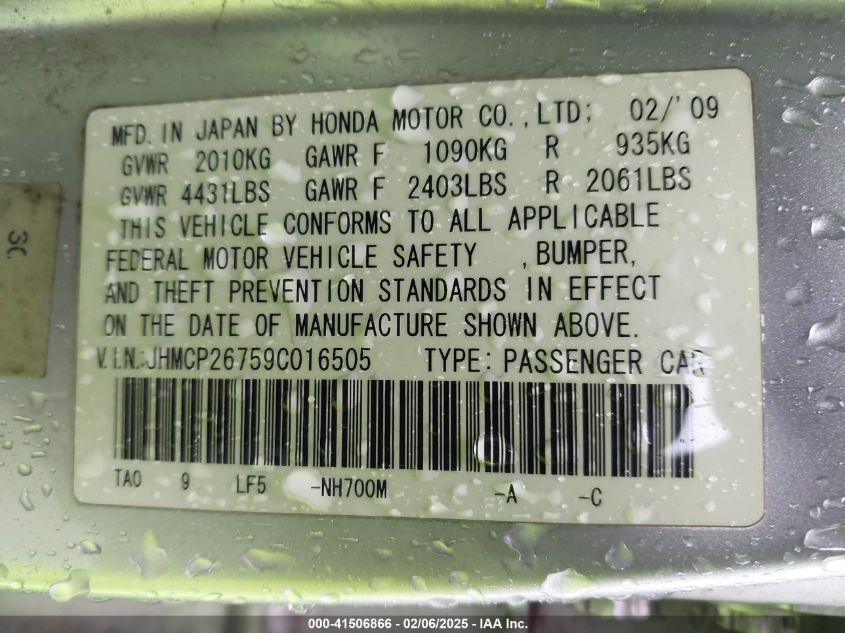 MFD. IN JAPAN BY HONDA MOTOR CO., LTD; 02/'09
GVWR 2010KG GAWR F 1090KG R 935KG
GVWR 4431LBS GAWR F 2403LBS R 2061LBS
THIS VEHICLE CONFORMS TO ALL APPLICABLE
FEDERAL MOTOR VEHICLE SAFETY , BUMPER,
AND THEFT PREVENTION STANDARDS IN EFFECT
ON THE DATE OF MANUFACTURE SHOWN ABOVE.
V.I.N.:JHMCP26759C016505 TYPE: PASSENGER CAR
TA0 9 LF5 -NH700M -A -C
3C
000-41506866 - 02/06/2025 - IAA Inc.